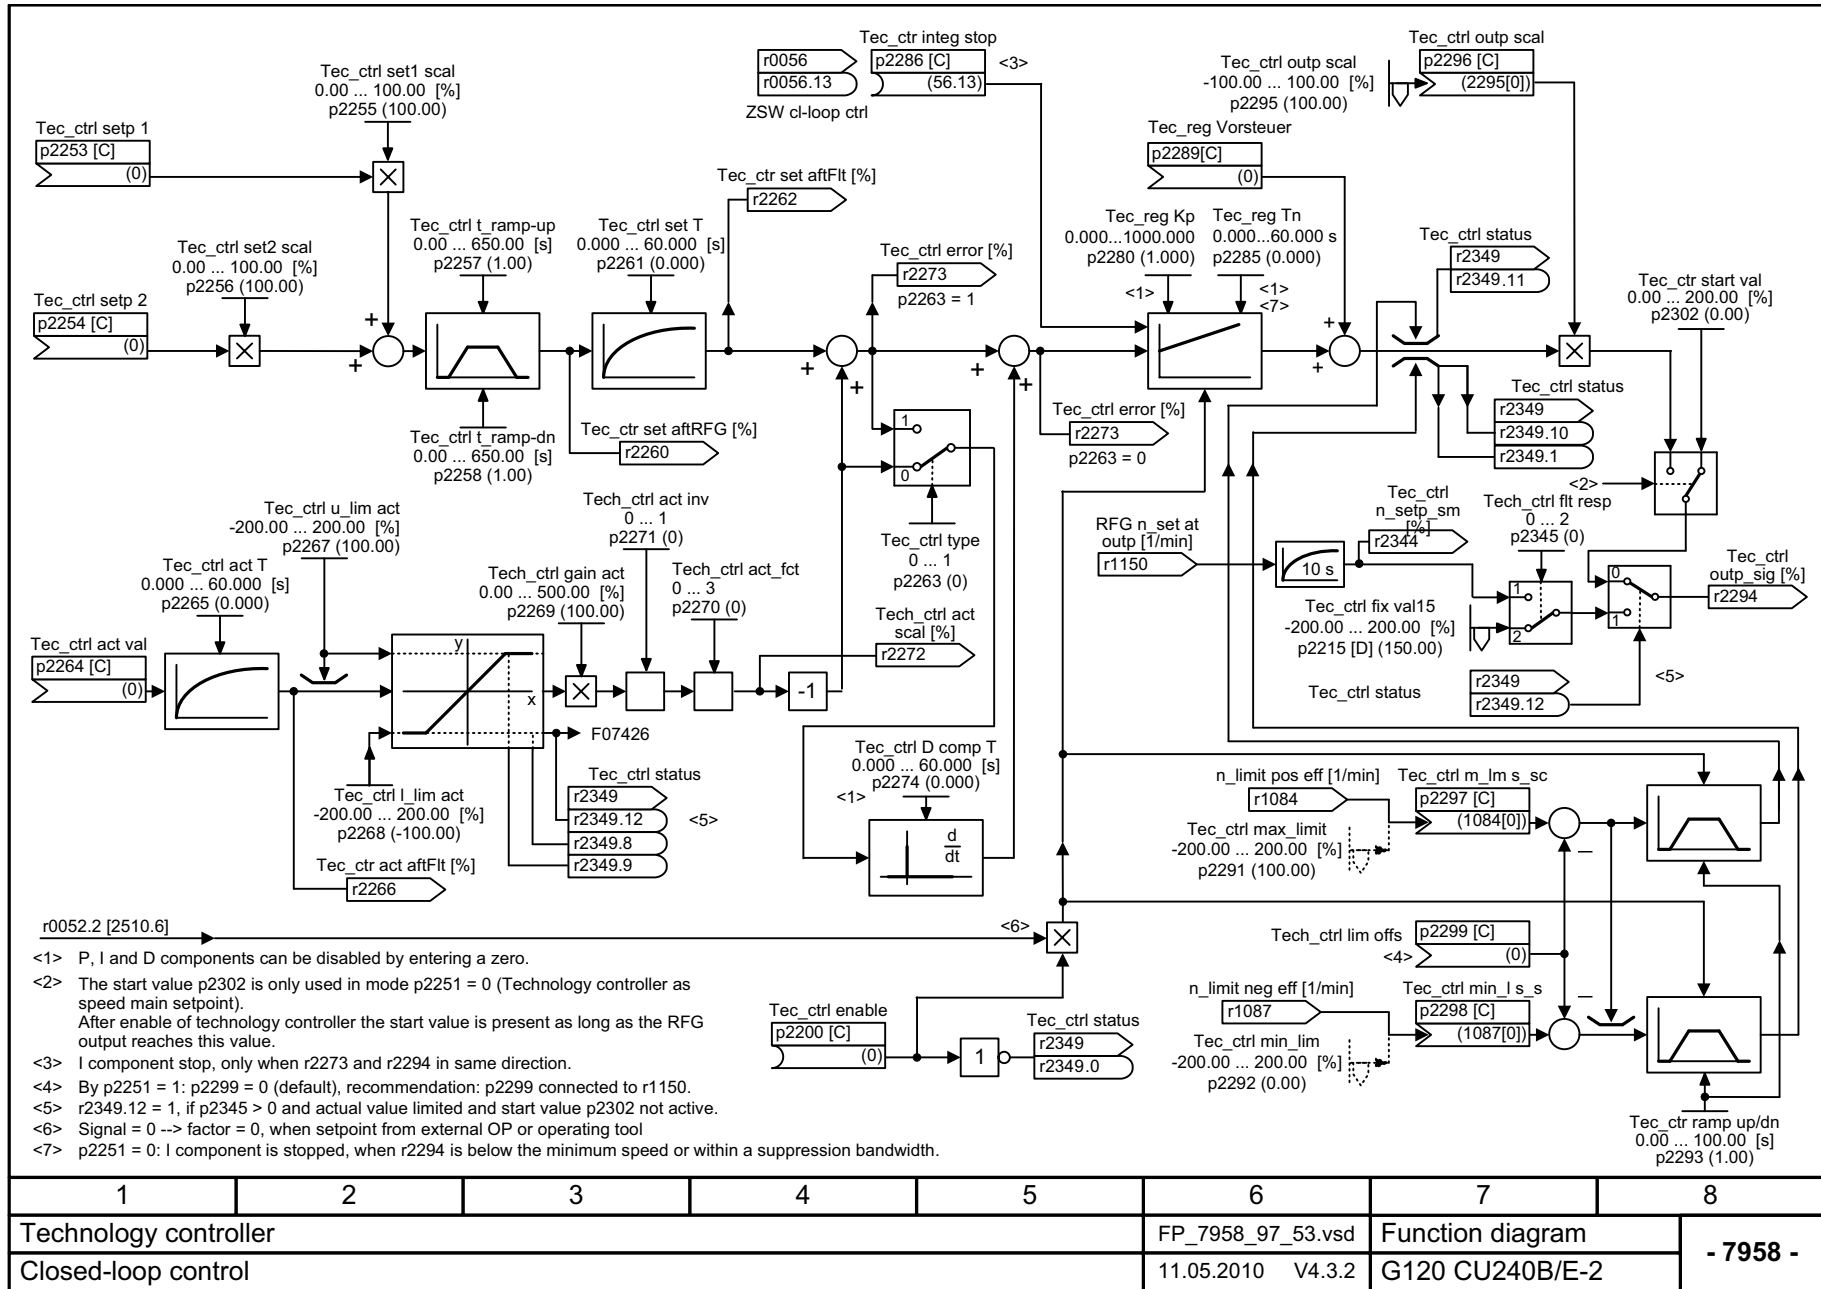 Tec_ctrl set1 scal
0.00 ... 100.00 [%]
p2255 (100.00)
Tec_ctrl setp 1
p2253 [C]
(0)
Tec_ctrl set2 scal
0.00 ... 100.00 [%]
p2256 (100.00)
Tec_ctrl setp 2
p2254 [C]
(0)
+
+
Tec_ctrl t_ramp-up
0.00 ... 650.00 [s]
p2257 (1.00)
Tec_ctrl t_ramp-dn
0.00 ... 650.00 [s]
p2258 (1.00)
Tec_ctrl set T
0.000 ... 60.000 [s]
p2261 (0.000)
Tec_ctr set aftRFG [%]
r2260
Tec_ctr set aftFlt [%]
r2262
r0056
r0056.13
ZSW cl-loop ctrl
Tec_ctr integ stop
p2286 [C]
(56.13)
<3>
Tec_ctrl error [%]
r2273
p2263 = 1
+
+
1
0
Tec_ctrl type
0 ... 1
p2263 (0)
+
+
Tec_ctrl error [%]
r2273
p2263 = 0
Tec_reg Kp
0.000...1000.000
p2280 (1.000)
<1>
Tec_reg Tn
0.000...60.000 s
p2285 (0.000)
<1>
<7>
Tec_reg Vorsteuer
p2289[C]
(0)
+
+
Tec_ctrl outp scal
-100.00 ... 100.00 [%]
p2295 (100.00)
Tec_ctrl outp scal
p2296 [C]
(2295[0])
Tec_ctrl status
r2349
r2349.11
Tec_ctrl status
r2349
r2349.10
r2349.1
Tec_ctr start val
0.00 ... 200.00 [%]
p2302 (0.00)
<2>
RFG n_set at
outp [1/min]
r1150
10 s
Tec_ctrl
n_setp_sm
[%]
r2344
Tech_ctrl flt resp
0 ... 2
p2345 (0)
1
2
Tec_ctrl fix val15
-200.00 ... 200.00 [%]
p2215 [D] (150.00)
0
1
Tec_ctrl
outp_sig [%]
r2294
Tec_ctrl status
r2349
r2349.12
<5>
Tec_ctrl act val
p2264 [C]
(0)
Tec_ctrl act T
0.000 ... 60.000 [s]
p2265 (0.000)
Tec_ctrl u_lim act
-200.00 ... 200.00 [%]
p2267 (100.00)
y
x
Tec_ctrl l_lim act
-200.00 ... 200.00 [%]
p2268 (-100.00)
Tec_ctr act aftFlt [%]
r2266
Tech_ctrl gain act
0.00 ... 500.00 [%]
p2269 (100.00)
Tech_ctrl act inv
0 ... 1
p2271 (0)
Tech_ctrl act_fct
0 ... 3
p2270 (0)
Tech_ctrl act
scal [%]
r2272
-1
F07426
Tec_ctrl status
r2349
r2349.12
r2349.8
r2349.9
<5>
Tec_ctrl D comp T
0.000 ... 60.000 [s]
p2274 (0.000)
<1>
d
dt
n_limit pos eff [1/min]
r1084
Tec_ctrl max_limit
-200.00 ... 200.00 [%]
p2291 (100.00)
Tec_ctrl m_lm s_sc
p2297 [C]
(1084[0])
–
Tech_ctrl lim offs
<4>
p2299 [C]
(0)
n_limit neg eff [1/min]
r1087
Tec_ctrl min_lim
-200.00 ... 200.00 [%]
p2292 (0.00)
Tec_ctrl min_l s_s
p2298 [C]
(1087[0])
–
Tec_ctr ramp up/dn
0.00 ... 100.00 [s]
p2293 (1.00)
r0052.2 [2510.6]
<6>
Tec_ctrl enable
p2200 [C]
(0)
1
Tec_ctrl status
r2349
r2349.0
<1> P, I and D components can be disabled by entering a zero.
<2> The start value p2302 is only used in mode p2251 = 0 (Technology controller as
speed main setpoint).
After enable of technology controller the start value is present as long as the RFG
output reaches this value.
<3> I component stop, only when r2273 and r2294 in same direction.
<4> By p2251 = 1: p2299 = 0 (default), recommendation: p2299 connected to r1150.
<5> r2349.12 = 1, if p2345 > 0 and actual value limited and start value p2302 not active.
<6> Signal = 0 --> factor = 0, when setpoint from external OP or operating tool
<7> p2251 = 0: I component is stopped, when r2294 is below the minimum speed or within a suppression bandwidth.
1 2 3 4 5 6 7 8
Technology controller
FP_7958_97_53.vsd
Function diagram
- 7958 -
Closed-loop control
11.05.2010 V4.3.2
G120 CU240B/E-2